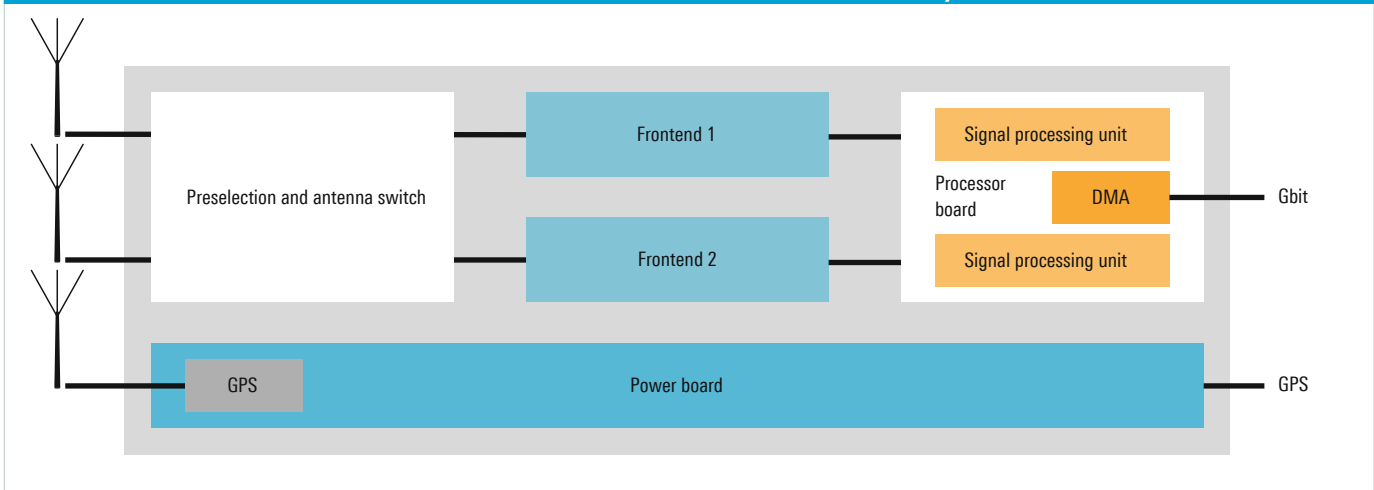 Frontend 1
Signal processing unit
Preselection and antenna switch
Processor
board
DMA
Gbit
Frontend 2
Signal processing unit
GPS
Power board
GPS